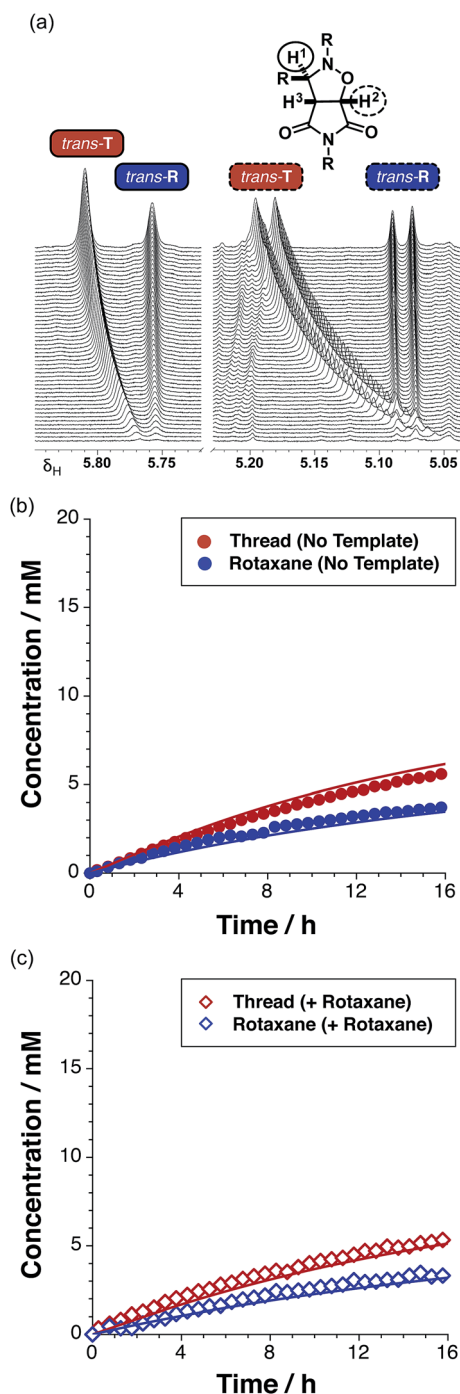 (a)
R
H1
N
R
O
H3
H2
O
N
O
R
trans-T
trans-R
trans-T
trans-R
δH
5.80
5.75
5.20
5.15
5.10
5.05
(b)
20
15
10
5
0
Concentration / mM
Thread (No Template)
Rotaxane (No Template)
0
4
8
12
16
Time / h
(c)
20
15
10
5
0
Concentration / mM
Thread (+ Rotaxane)
Rotaxane (+ Rotaxane)
0
4
8
12
16
Time / h